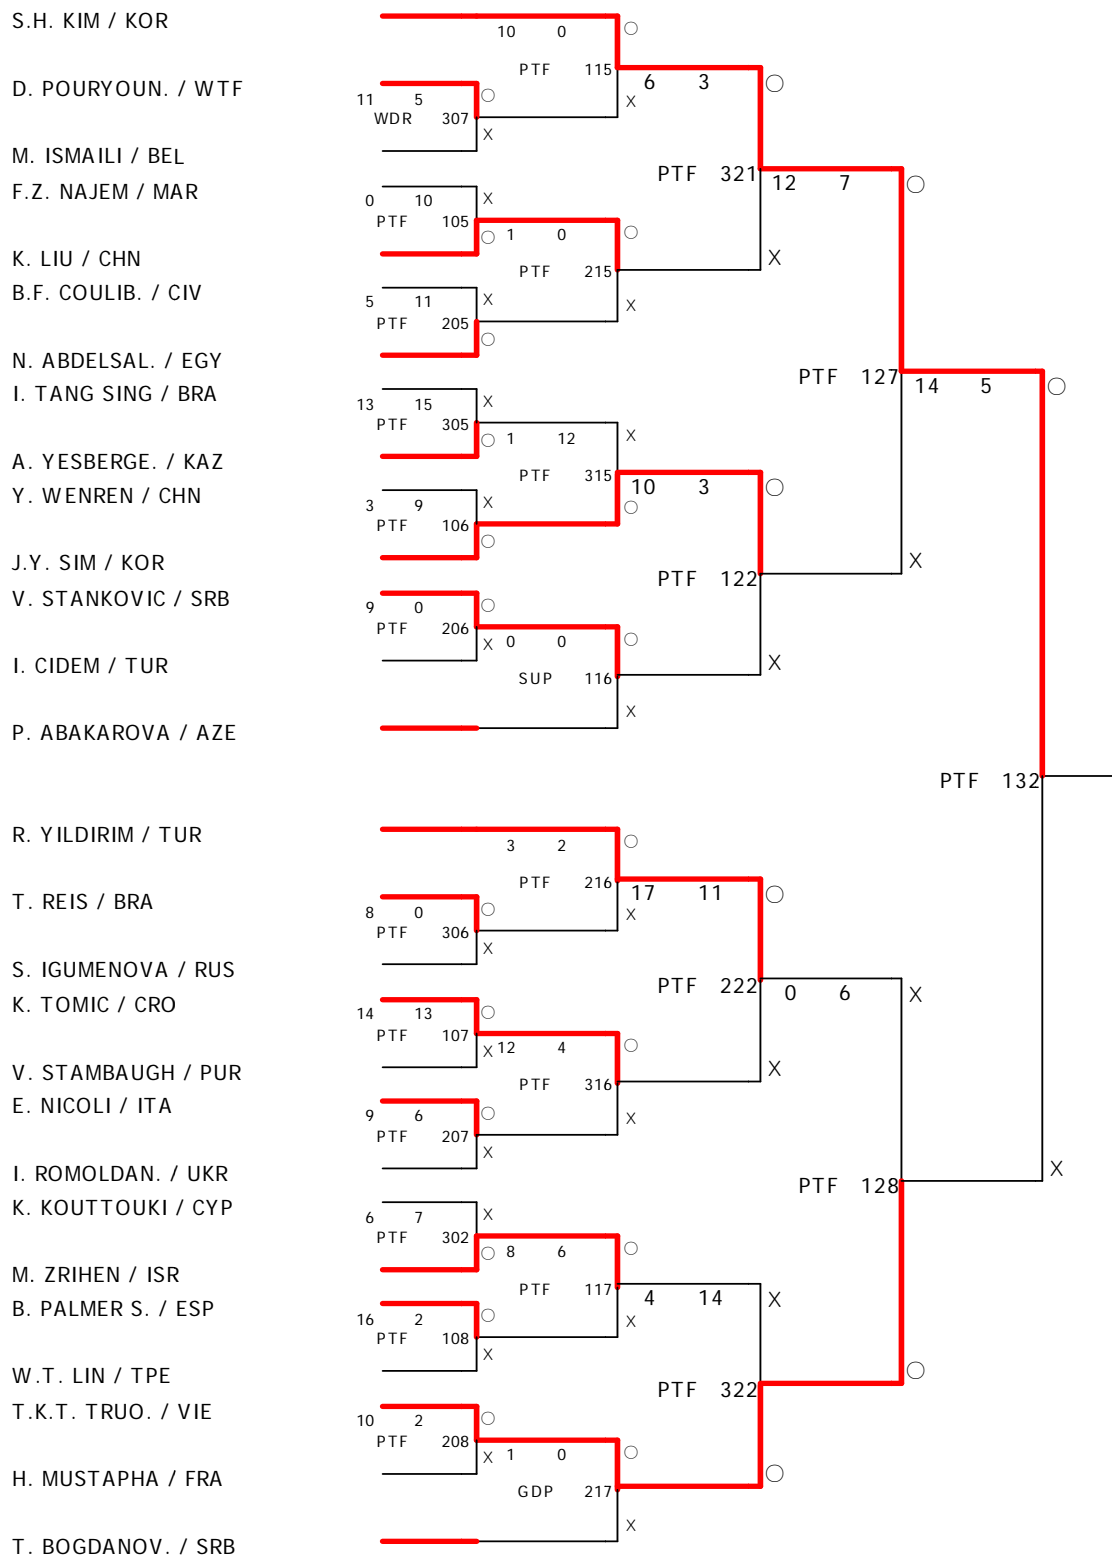 S.H. KIM / KOR
10 0
PTF 115
6 3
D. POURYOUN. / WTF
11 5
WDR 307
X
X
M. ISMAILI / BEL
PTF 321
12 7
F.Z. NAJEM / MAR
0 10
X
PTF 105
1 0
K. LIU / CHN
PTF 215
X
B.F. COULIB. / CIV
5 11
X
X
PTF 205
N. ABDELSAL. / EGY
PTF 127
14 5
I. TANG SING / BRA
13 15
X
PTF 305
1 12
X
A. YESBERGE. / KAZ
PTF 315
10 3
Y. WENREN / CHN
3 9
X
PTF 106
J.Y. SIM / KOR
PTF 122
X
V. STANKOVIC / SRB
9 0
PTF 206
X
0 0
I. CIDEM / TUR
SUP 116
X
X
P. ABAKAROVA / AZE
PTF 132
R. YILDIRIM / TUR
3 2
PTF 216
17 11
T. REIS / BRA
8 0
X
PTF 306
X
S. IGUMENOVA / RUS
PTF 222
0 6
X
K. TOMIC / CRO
14 13
PTF 107
X
12 4
V. STAMBAUGH / PUR
PTF 316
X
E. NICOLI / ITA
9 6
X
PTF 207
X
I. ROMOLDAN. / UKR
PTF 128
X
K. KOUTTOUKI / CYP
6 7
X
PTF 302
8 6
M. ZRIHEN / ISR
PTF 117
4 14
X
B. PALMER S. / ESP
16 2
X
PTF 108
X
W.T. LIN / TPE
PTF 322
T.K.T. TRUO. / VIE
10 2
PTF 208
X
1 0
H. MUSTAPHA / FRA
GDP 217
X
T. BOGDANOV. / SRB